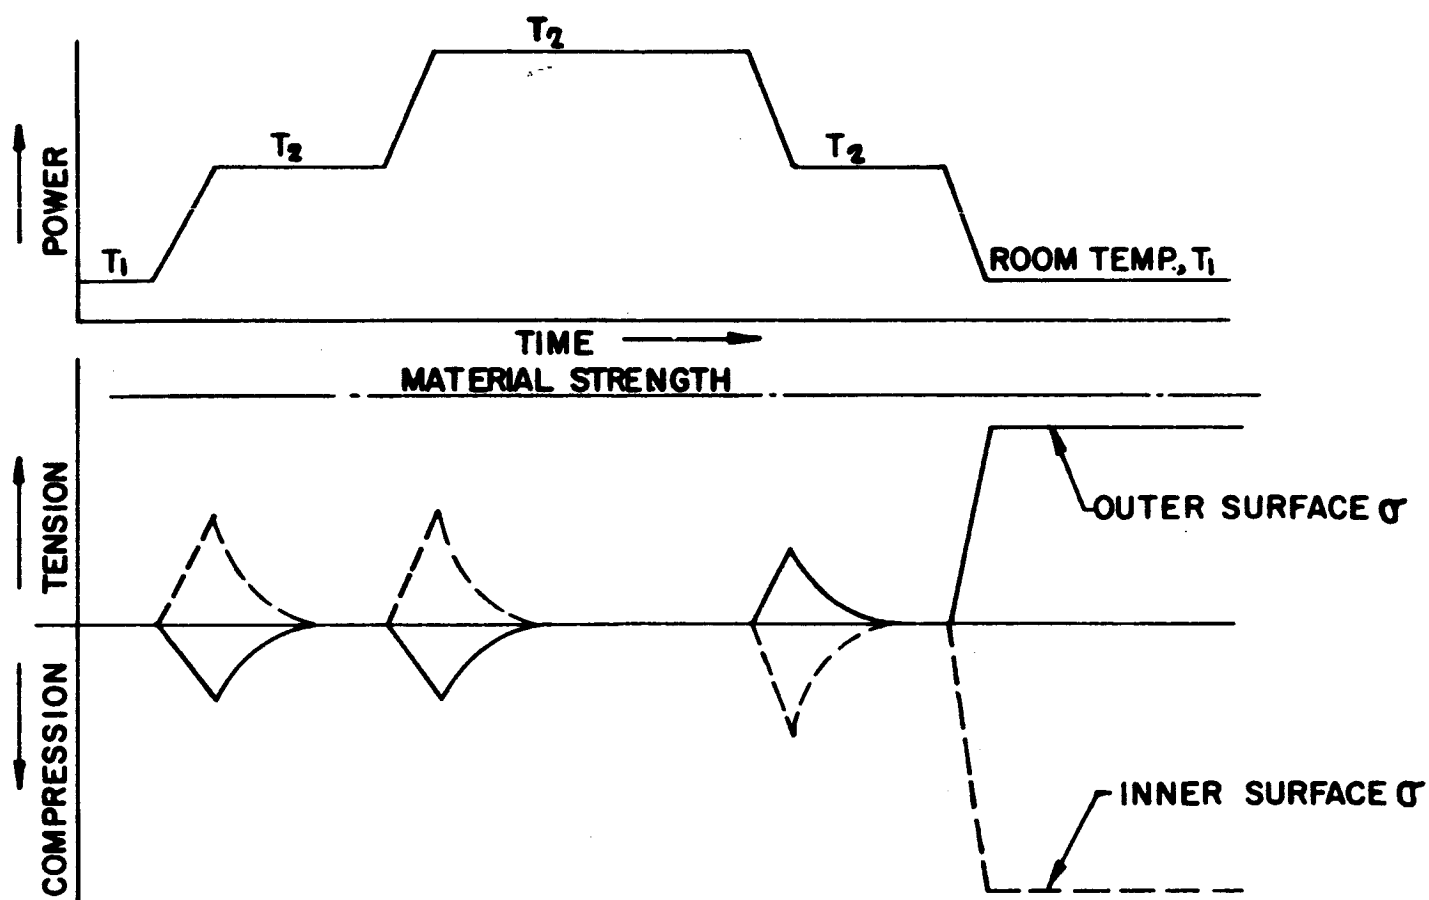 T2
T2
T2
POWER
T1
ROOM TEMP., T1
TIME
MATERIAL STRENGTH
TENSION
OUTER SURFACE σ
COMPRESSION
INNER SURFACE σ